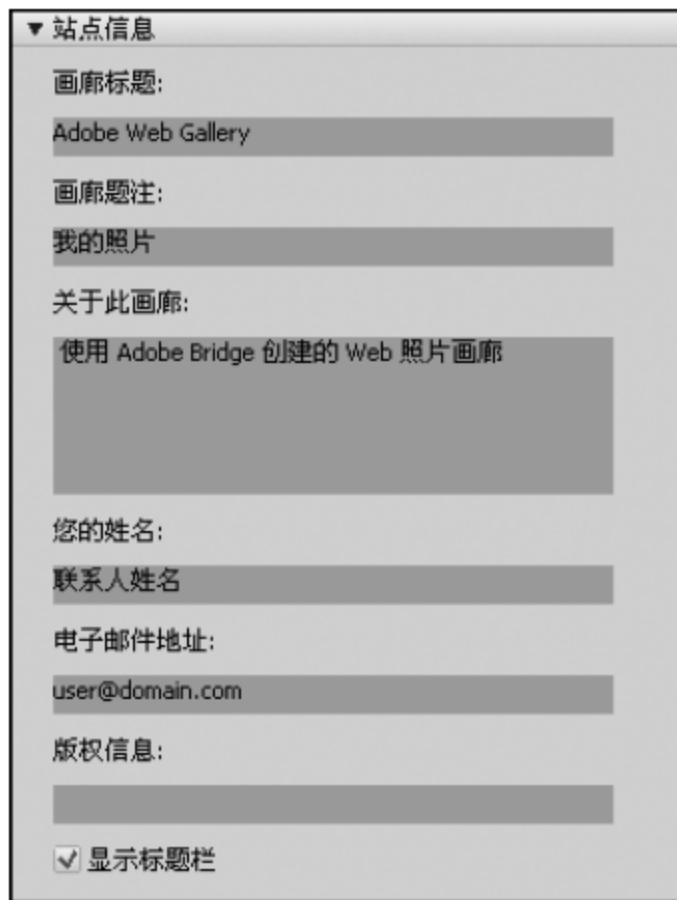 站点信息
画廊标题:
Adobe Web Gallery
画廊题注:
我的照片
关于此画廊:
使用 Adobe Bridge 创建的 Web 照片画廊
您的姓名:
联系人姓名
电子邮件地址:
user@domain.com
版权信息:
显示标题栏